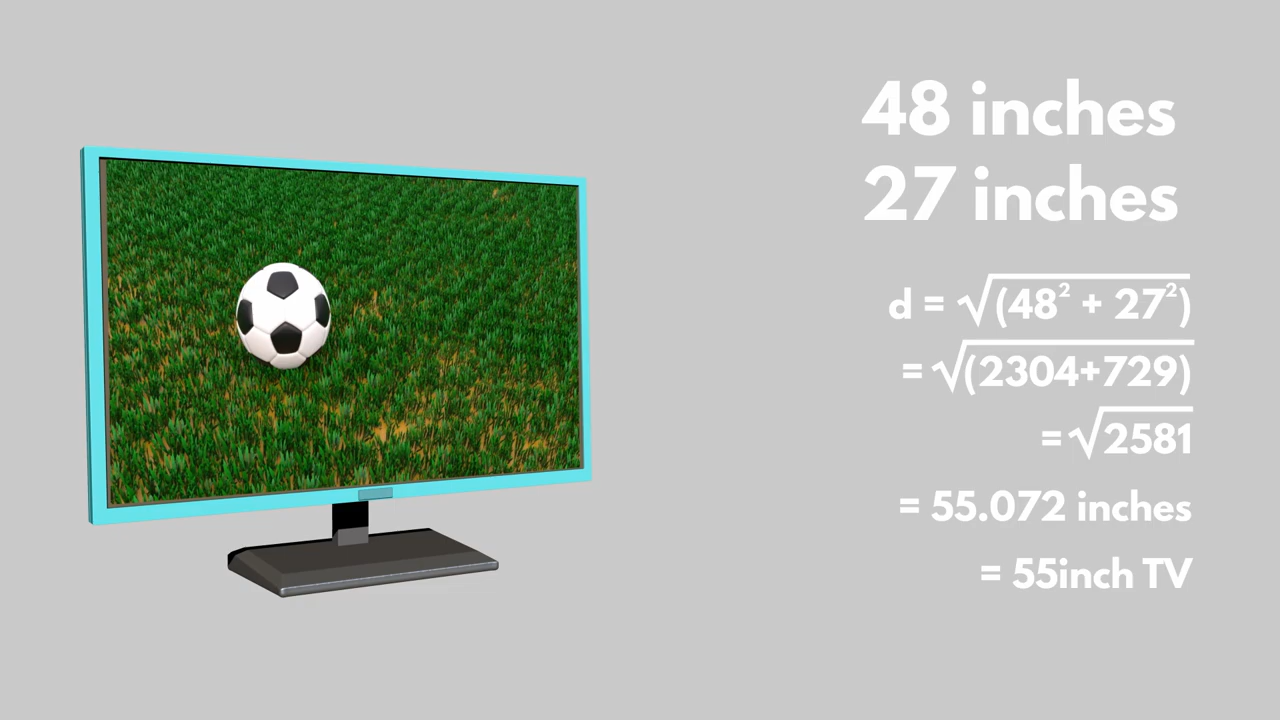 48 inches
27 inches
d = √(48² + 27²)
= √(2304+729)
= √2581
= 55.072 inches
= 55inch TV